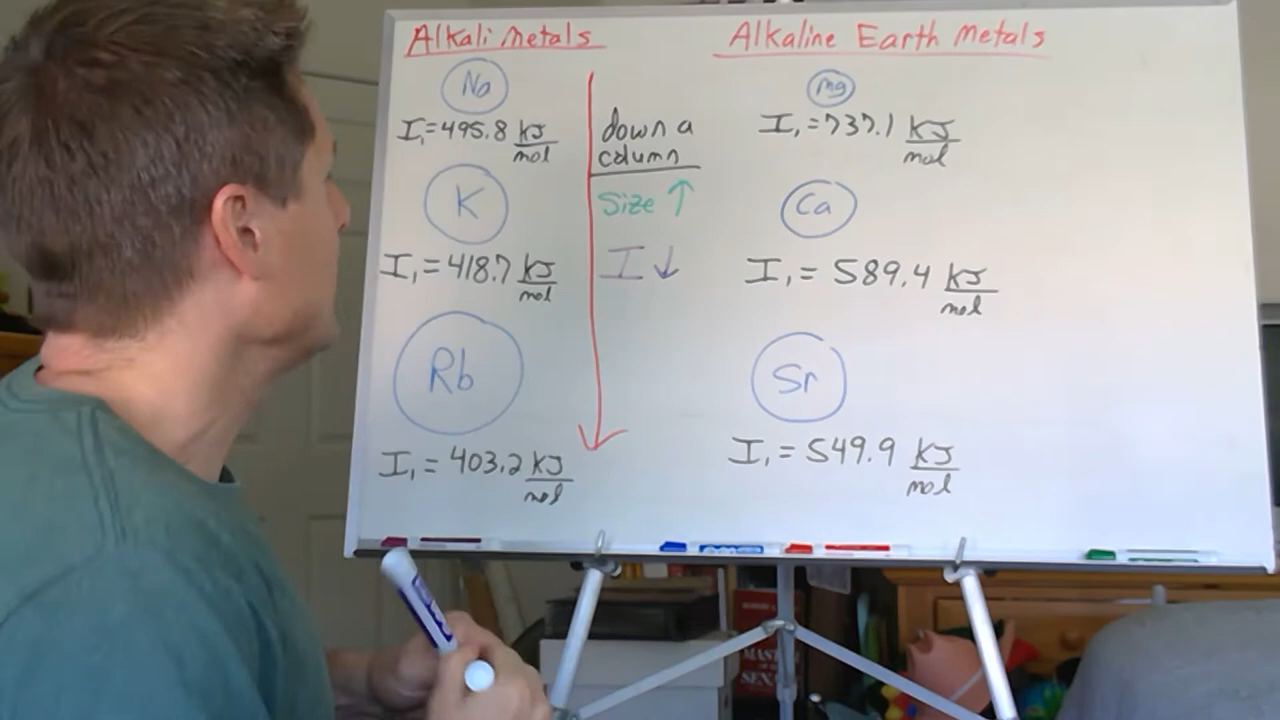 Alkali Metals
Na
I₁=495.8 kJ/mol
K
I₁=418.7 kJ/mol
Rb
I₁=403.2 kJ/mol
down a
column
Size ↑
I ↓
Alkaline Earth Metals
Mg
I₁=737.1 kJ/mol
Ca
I₁=589.4 kJ/mol
Sr
I₁=549.9 kJ/mol